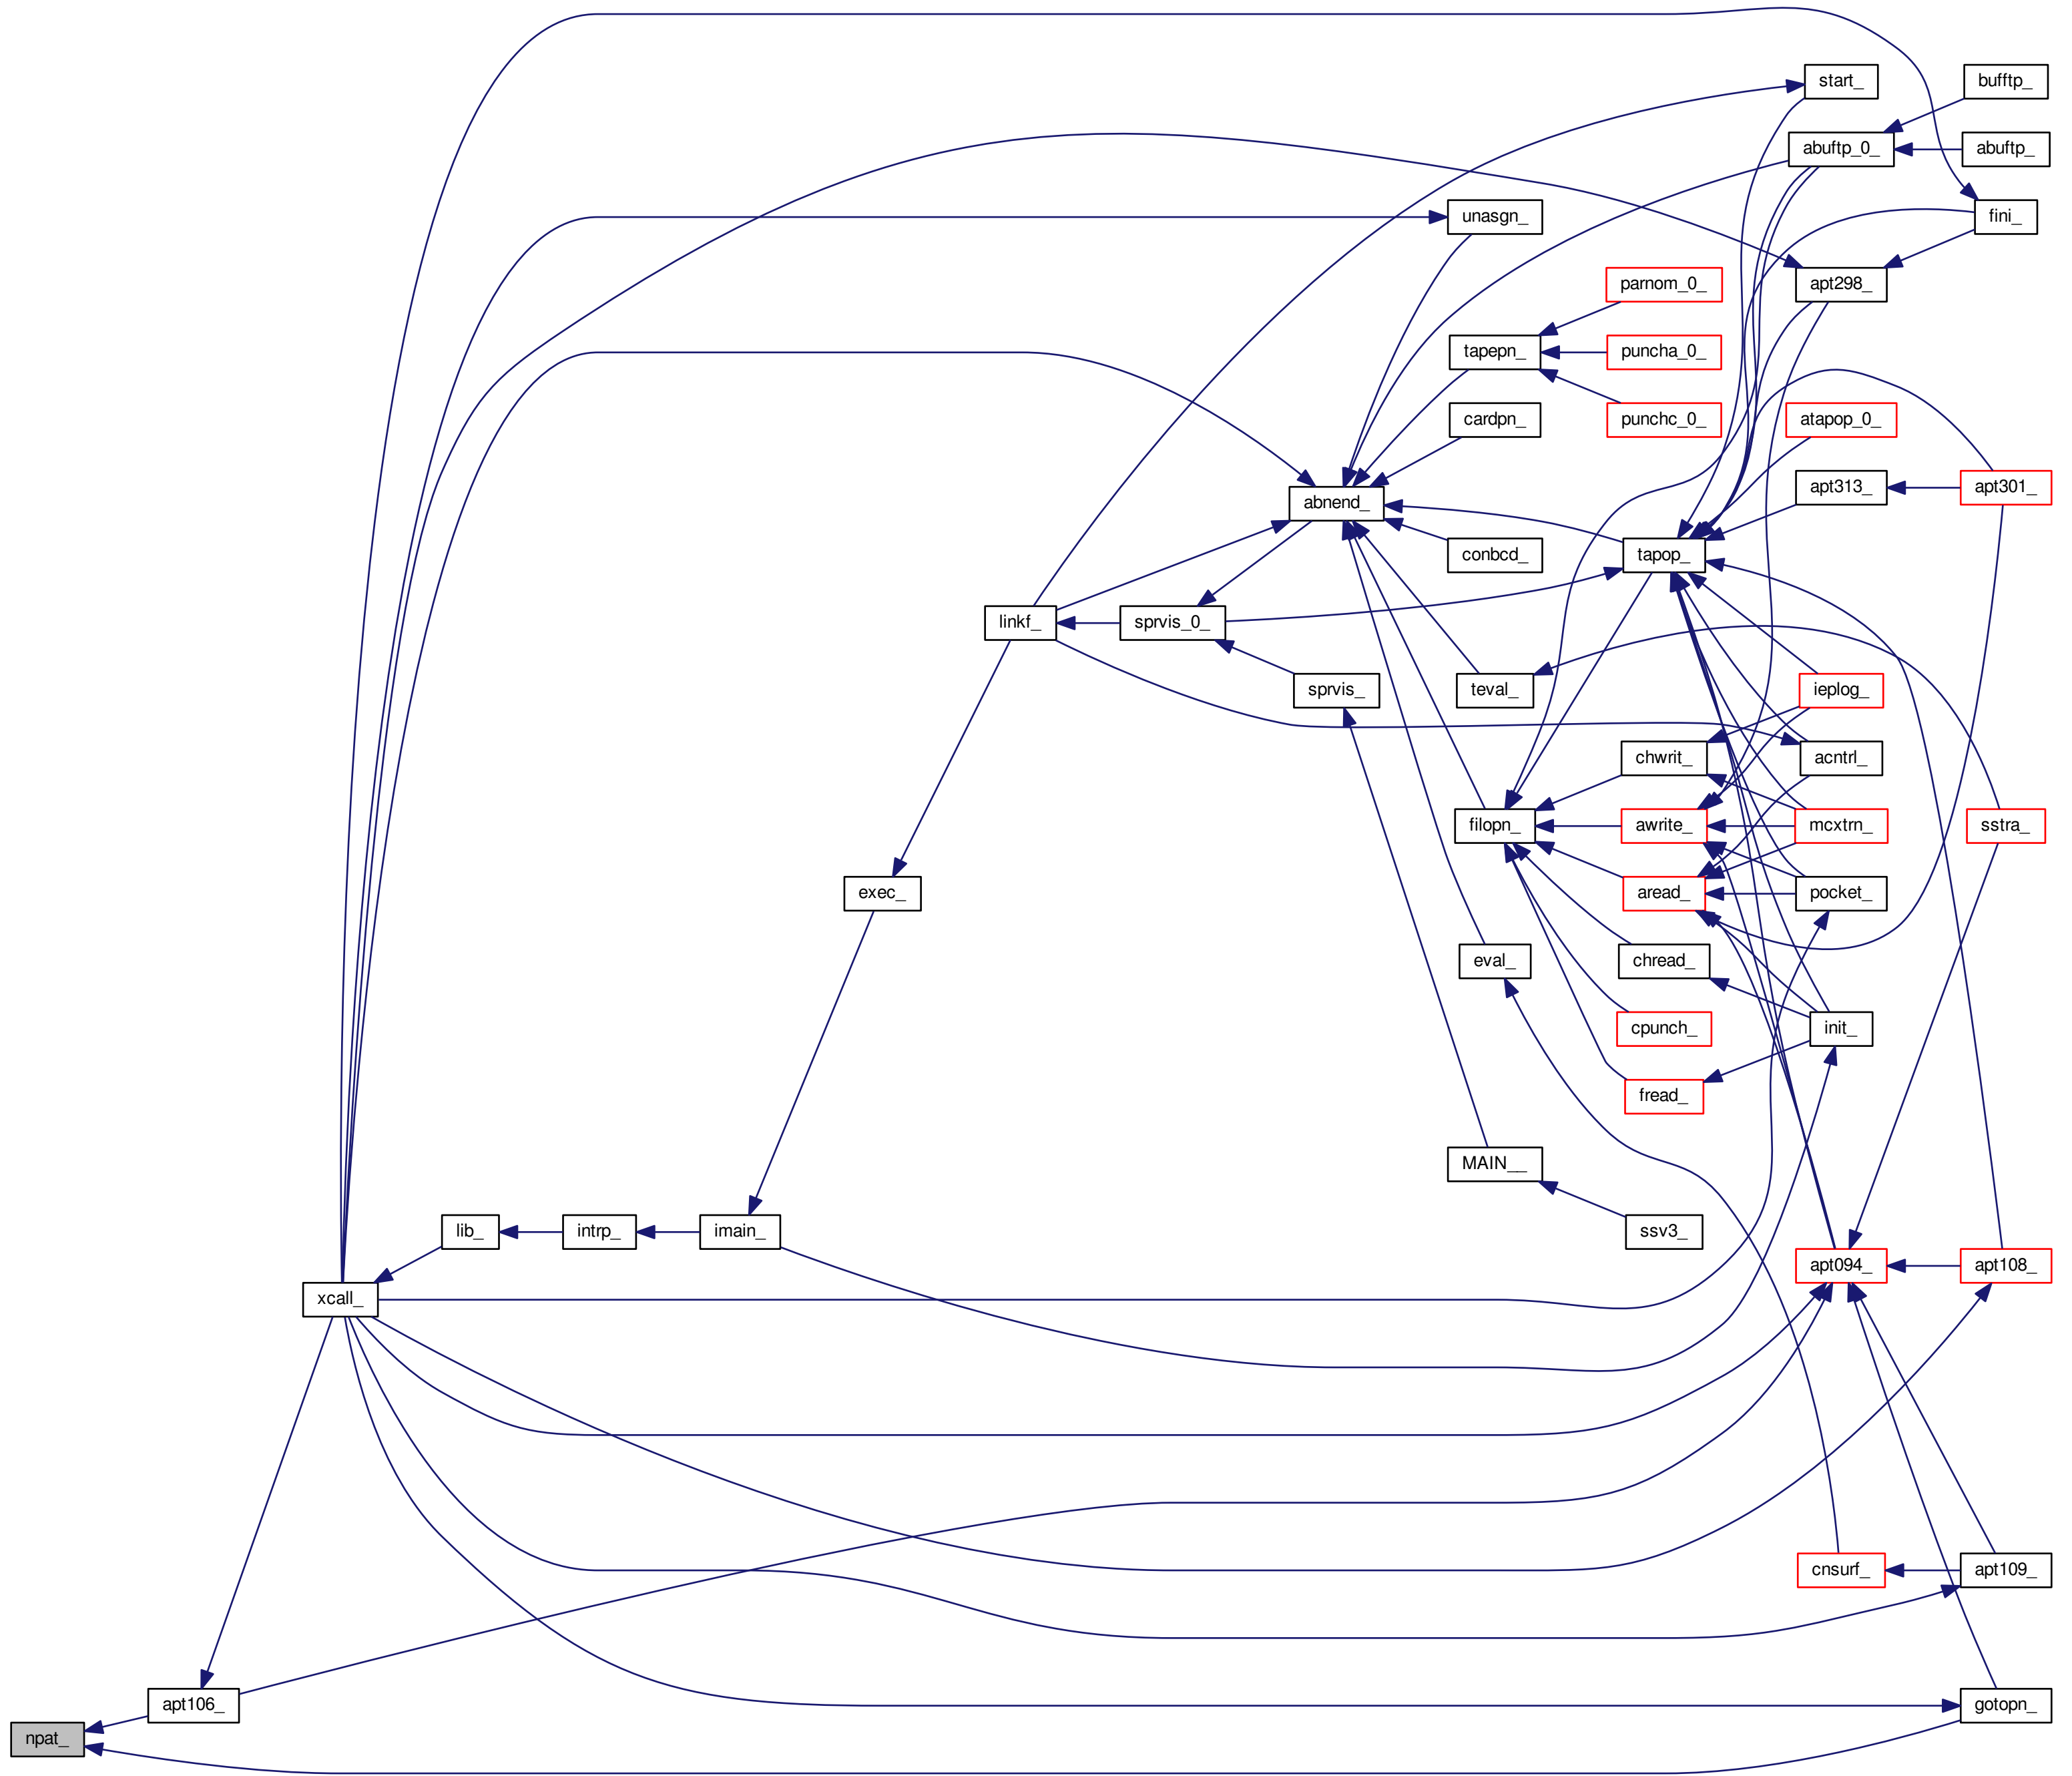 start_
bufftp_
abuftp_0_
abuftp_
unasgn_
fini_
parnom_0_
apt298_
tapepn_
puncha_0_
cardpn_
punchc_0_
atapop_0_
abnend_
apt313_
apt301_
conbcd_
tapop_
linkf_
sprvis_0_
sprvis_
teval_
ieplog_
chwrit_
acntrl_
filopn_
awrite_
mcxtrn_
sstra_
exec_
aread_
pocket_
eval_
chread_
cpunch_
init_
fread_
MAIN__
lib_
intrp_
imain_
ssv3_
apt094_
apt108_
xcall_
cnsurf_
apt109_
apt106_
gotopn_
npat_